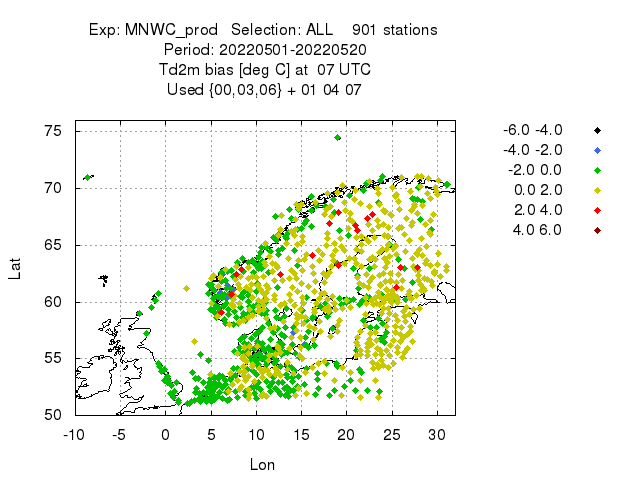 Exp: MNWC_prod Selection: ALL 901 stations
Period: 20220501-20220520
Td2m bias [deg C] at 07 UTC
Used {00,03,06} + 01 04 07
-6.0 -4.0
-4.0 -2.0
-2.0 0.0
0.0 2.0
2.0 4.0
4.0 6.0
75
70
65
60
55
50
Lat
-10 -5 0 5 10 15 20 25 30
Lon